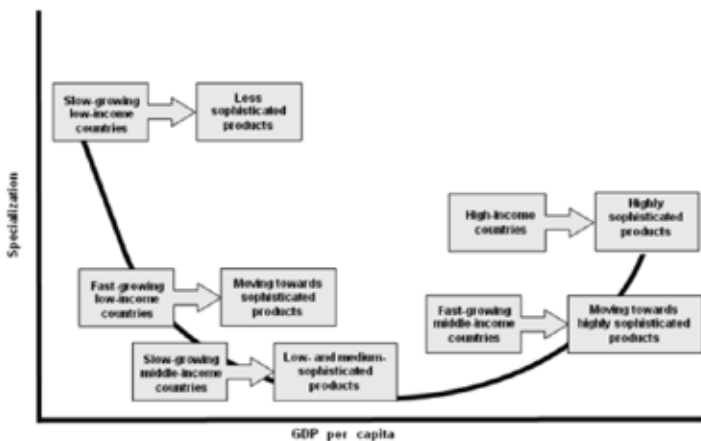 Slow-growing
low-income
countries
Less
sophisticated
products
High-income
countries
Highly
sophisticated
products
Fast-growing
low-income
countries
Moving towards
sophisticated
products
Fast-growing
middle-income
countries
Moving towards
highly sophisticated
products
Slow-growing
middle-income
countries
Low- and medium-
sophisticated
products
Specialization
GDP per capita